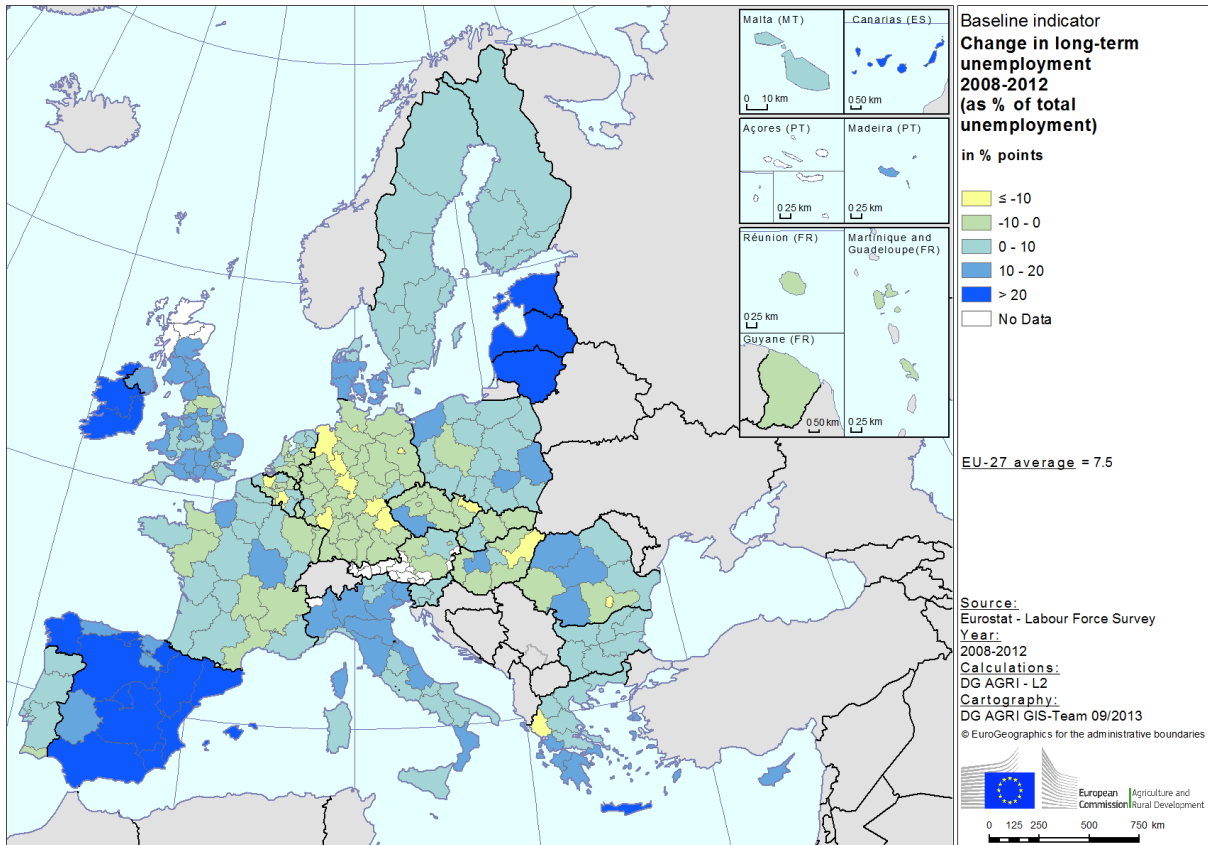 Malta (MT)
0 10 km
Canarias (ES)
0 50 km
Açores (PT)
0 25 km
Madeira (PT)
0 25 km
Réunion (FR)
0 25 km
Martinique and
Guadeloupe(FR)
0 25 km
Guyane (FR)
0 50 km
Baseline indicator
Change in long-term
unemployment
2008-2012
(as % of total
unemployment)
in % points
≤ -10
-10 - 0
0 - 10
10 - 20
> 20
No Data
EU-27 average = 7.5
Source:
Eurostat - Labour Force Survey
Year:
2008-2012
Calculations:
DG AGRI - L2
Cartography:
DG AGRI GIS-Team 09/2013
© EuroGeographics for the administrative boundaries
European
Commission
Agriculture and
Rural Development
0 125 250 500 750 km